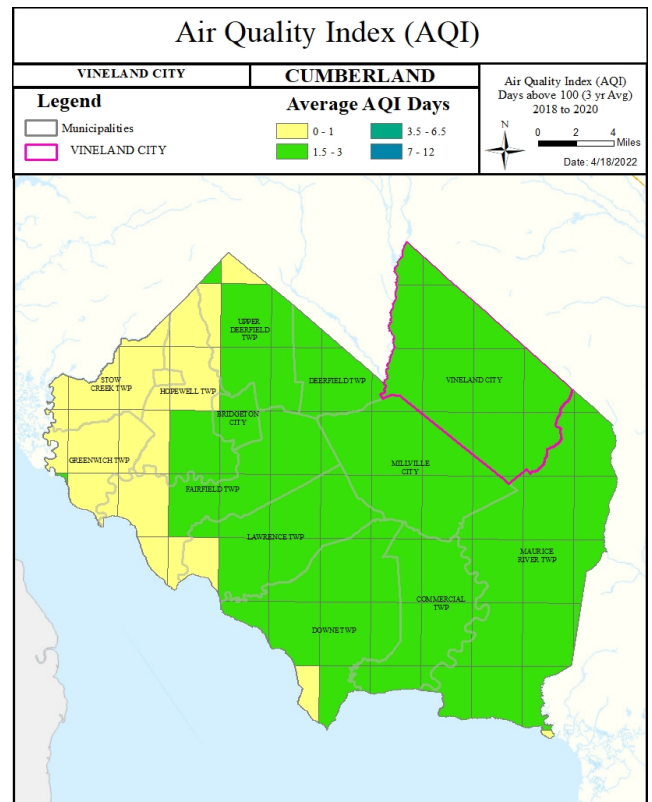 Air Quality Index (AQI)
VINELAND CITY
CUMBERLAND
Air Quality Index (AQI)
Days above 100 (3 yr Avg)
2018 to 2020
N
0 2 4
Miles
Date: 4/18/2022
Legend
Municipalities
VINELAND CITY
Average AQI Days
0 - 1
3.5 - 6.5
1.5 - 3
7 - 12
UPPER
DEERFIELD
TWP
STOW
CREEK TWP
HOPEWELL TWP
DEERFIELD TWP
VINELAND CITY
BRIDGETON
CITY
GREENWICH TWP
MILLVILLE
CITY
FAIRFIELD TWP
LAWRENCE TWP
MAURICE
RIVER TWP
COMMERCIAL
TWP
DOWNE TWP